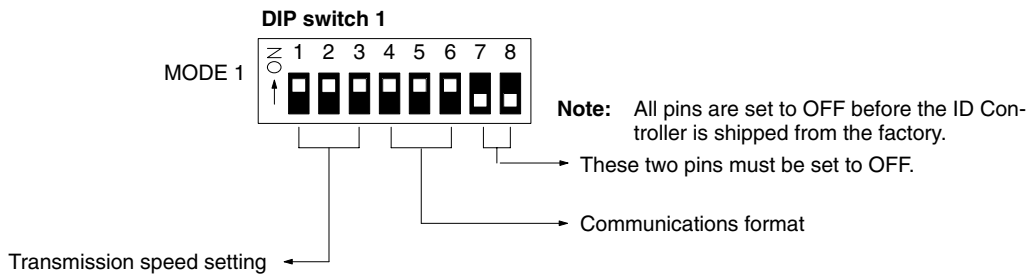 DIP switch 1
ON
1 2 3 4 5 6 7 8
MODE 1
Note: All pins are set to OFF before the ID Con-
troller is shipped from the factory.
These two pins must be set to OFF.
Communications format
Transmission speed setting